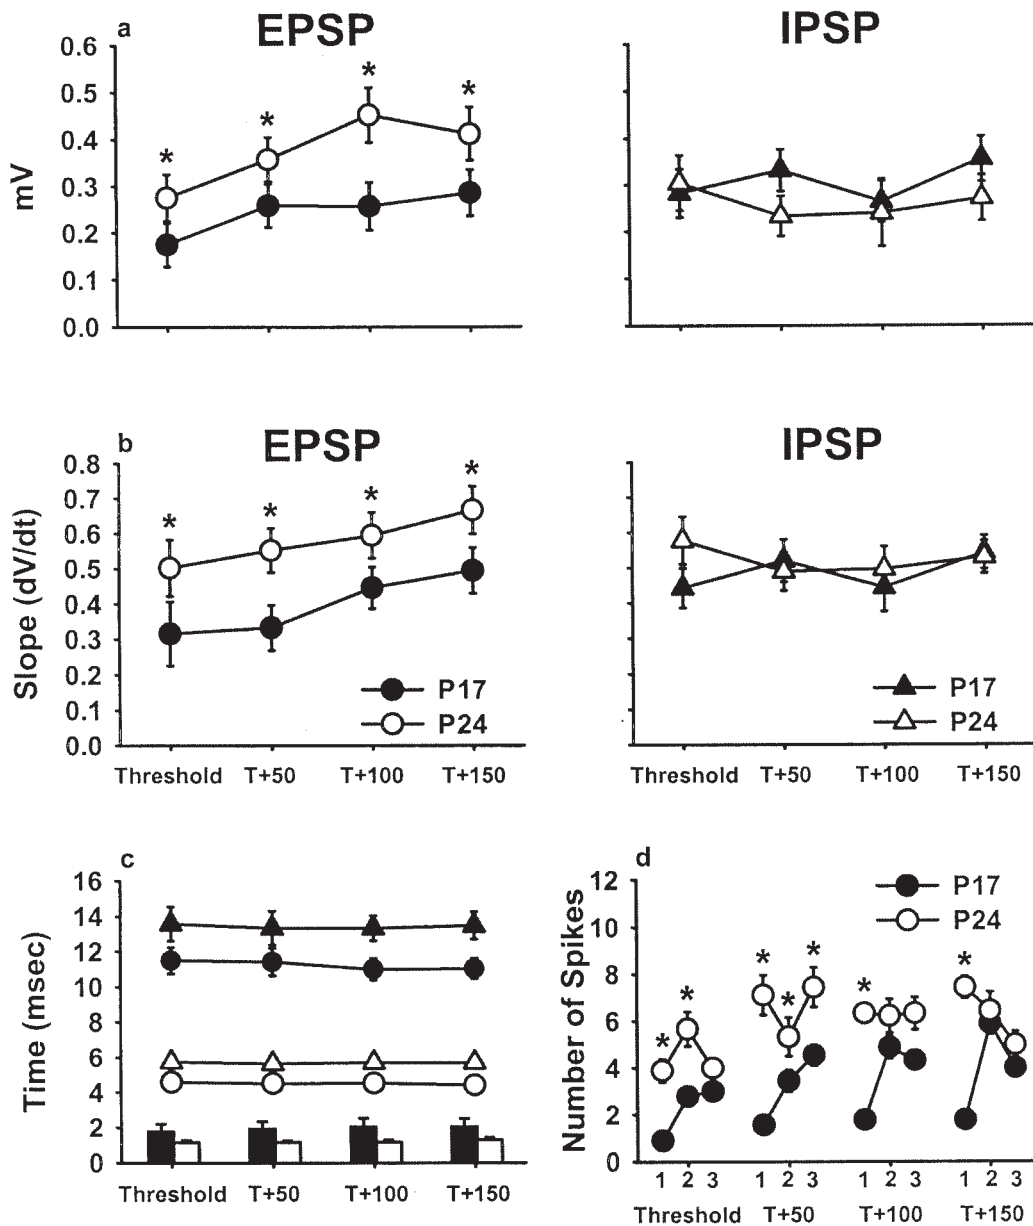 a
EPSP
IPSP
mV
0.6
0.5
0.4
0.3
0.2
0.1
0.0
* * * *
b
EPSP
IPSP
Slope (dV/dt)
0.8
0.7
0.6
0.5
0.4
0.3
0.2
0.1
0.0
* * * *
P17
P24
P17
P24
Threshold T+50 T+100 T+150
Threshold T+50 T+100 T+150
c
Time (msec)
16
14
12
10
8
6
4
2
0
Threshold T+50 T+100 T+150
d
Number of Spikes
12
10
8
6
4
2
0
P17
P24
* * * * * * *
1 2 3 1 2 3 1 2 3 1 2 3
Threshold T+50 T+100 T+150